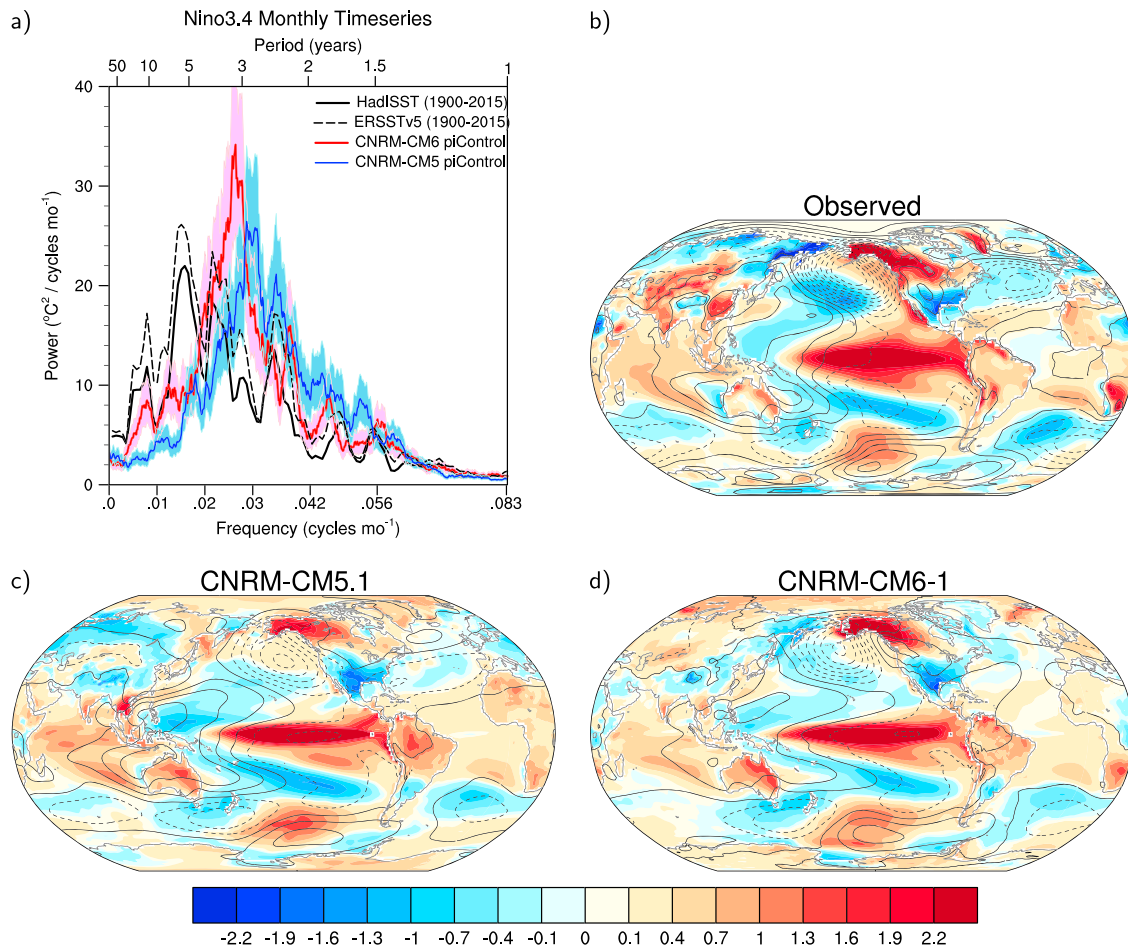 a)
Nino3.4 Monthly Timeseries
Period (years)
50 10 5 3 2 1.5 1
40
30
20
10
0
Power (°C² / cycles mo⁻¹)
HadISST (1900-2015)
ERSSTv5 (1900-2015)
CNRM-CM6 piControl
CNRM-CM5 piControl
.0 .01 .02 .03 .042 .056 .083
Frequency (cycles mo⁻¹)
b)
Observed
c)
CNRM-CM5.1
d)
CNRM-CM6-1
-2.2 -1.9 -1.6 -1.3 -1 -0.7 -0.4 -0.1 0 0.1 0.4 0.7 1 1.3 1.6 1.9 2.2